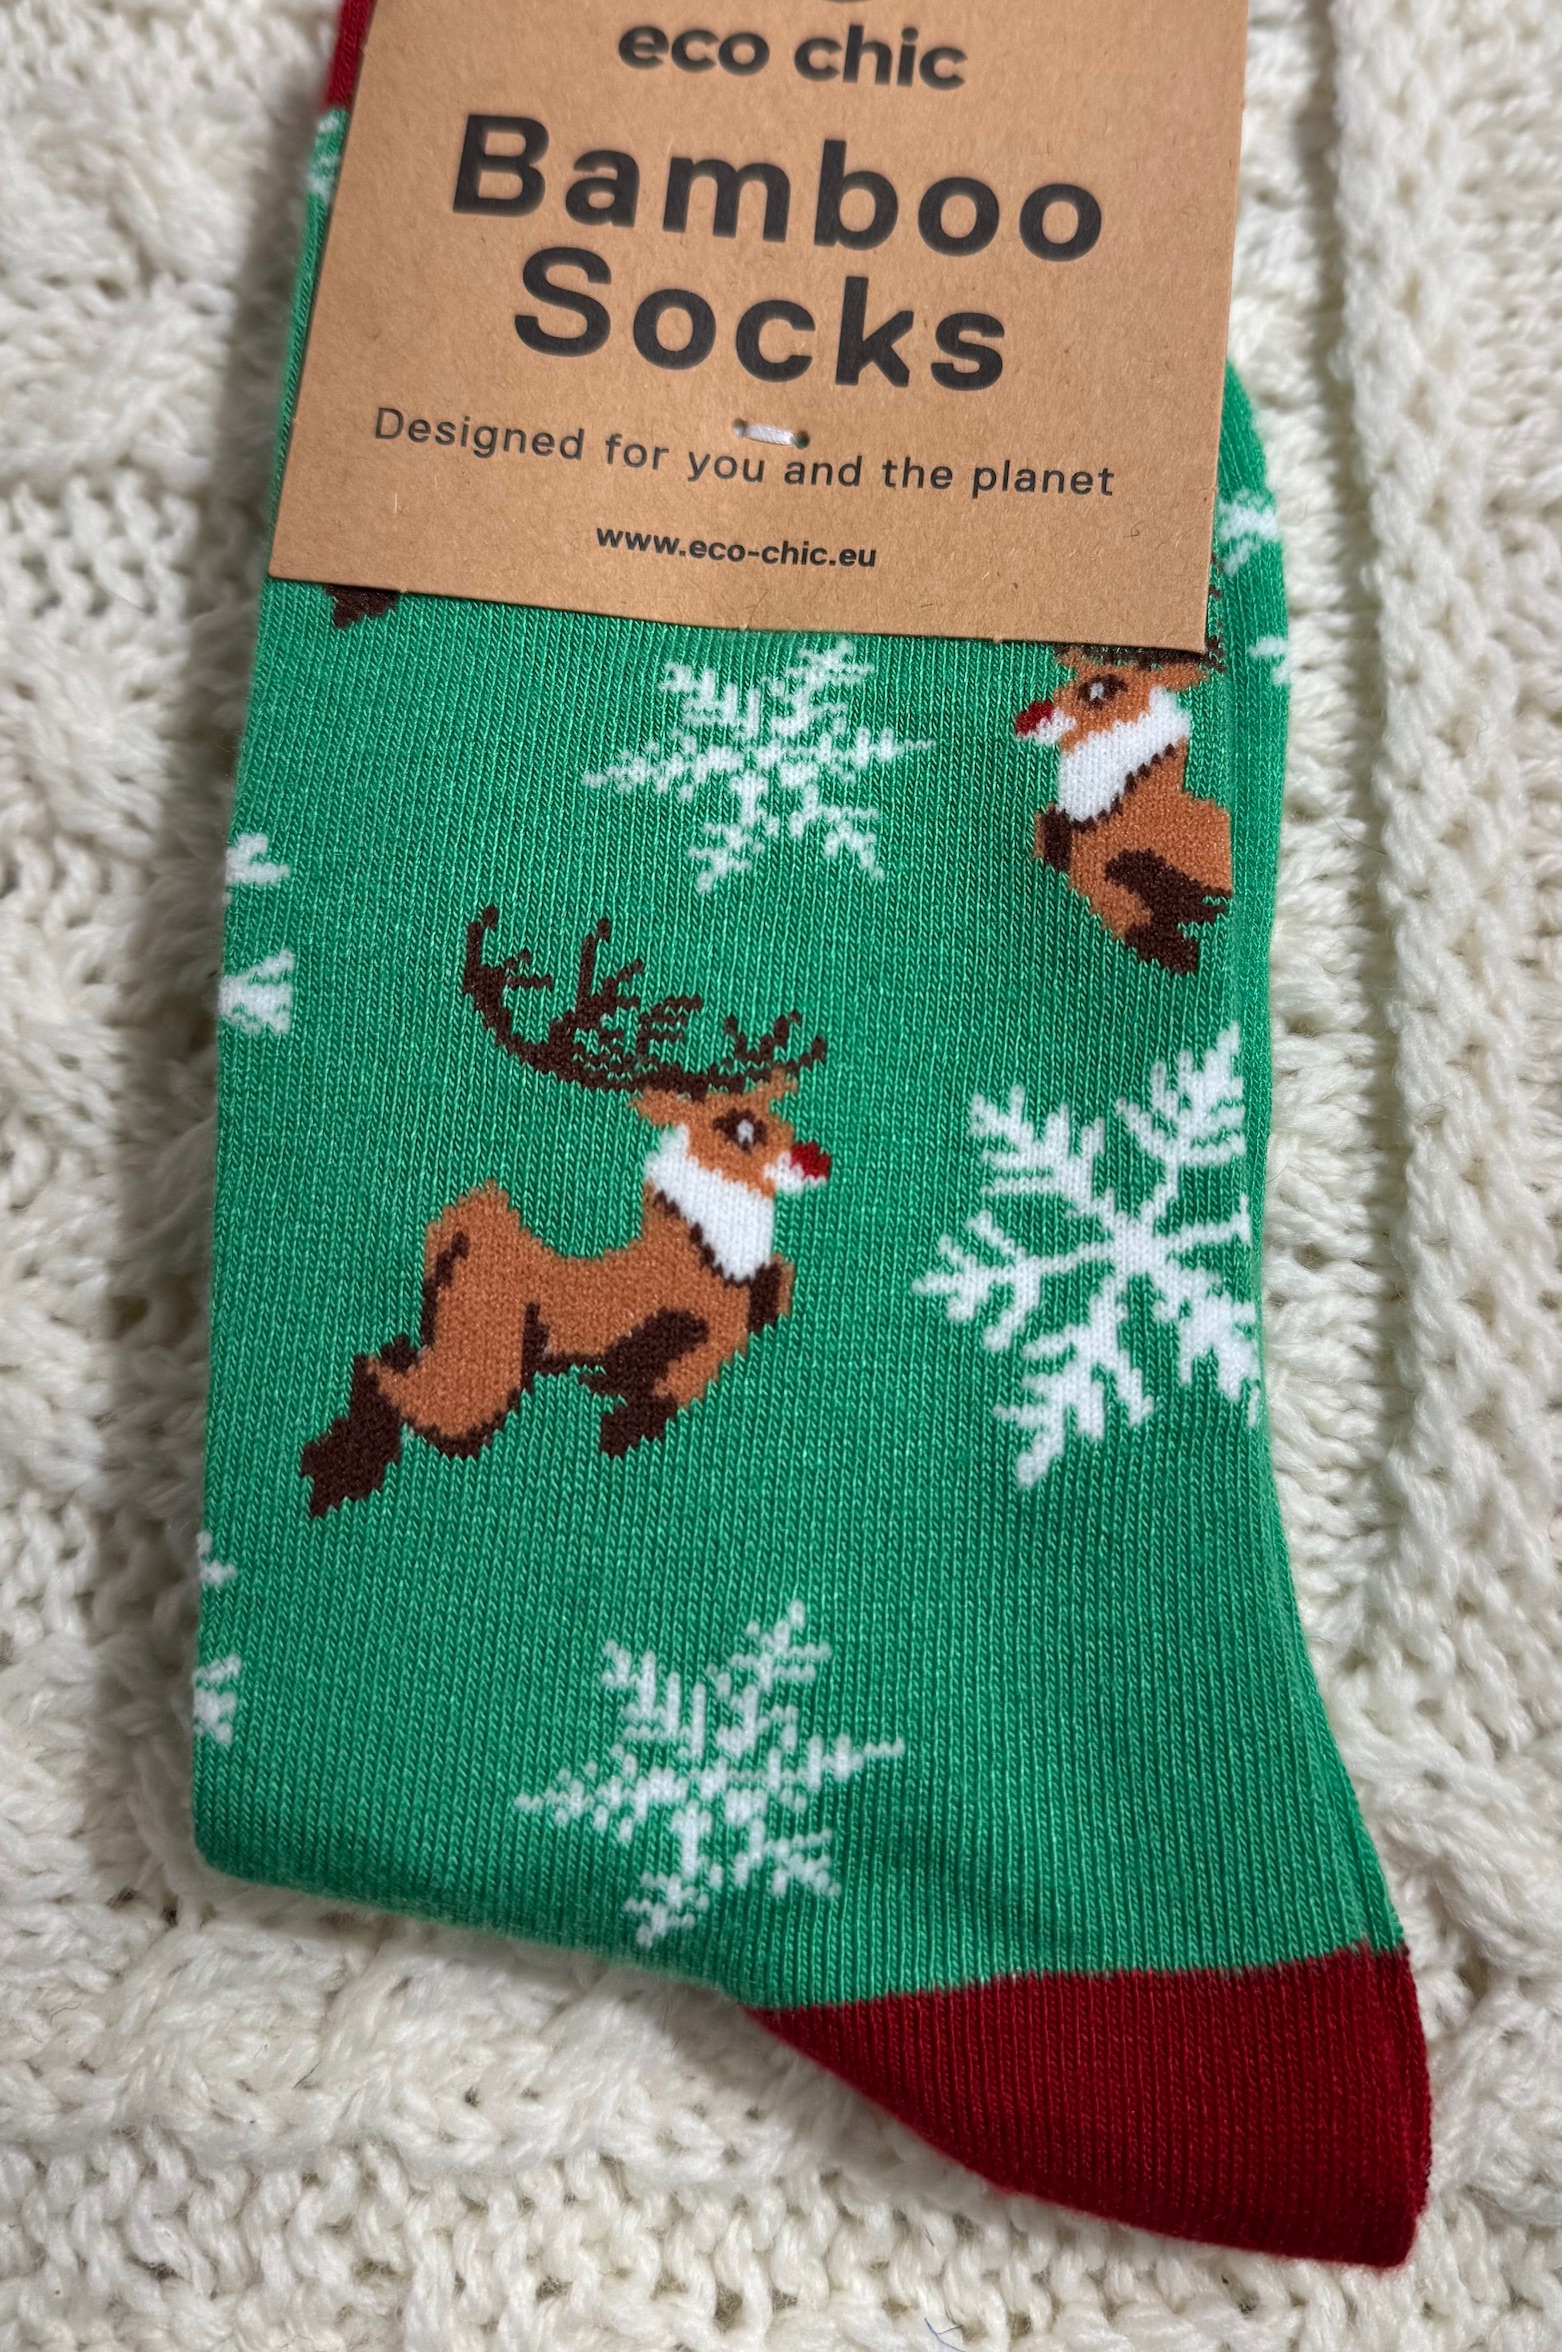 eco chic
Bamboo
Socks
Designed for you and the planet
www.eco-chic.eu